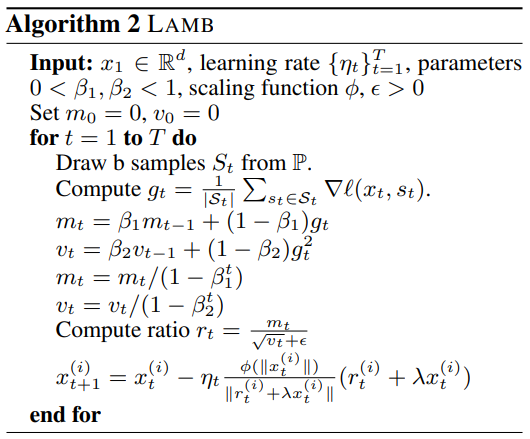 Algorithm 2 LAMB
Input: $x_1 \in \mathbb{R}^d$, learning rate $\{\eta_t\}_{t=1}^T$, parameters
$0 < \beta_1, \beta_2 < 1$, scaling function $\phi$, $\epsilon > 0$
Set $m_0 = 0$, $v_0 = 0$
for $t = 1$ to $T$ do
Draw b samples $S_t$ from $\mathbb{P}$.
Compute $g_t = \frac{1}{|\mathcal{S}_t|} \sum_{s_t \in \mathcal{S}_t} \nabla \ell(x_t, s_t)$.
$m_t = \beta_1 m_{t-1} + (1 - \beta_1) g_t$
$v_t = \beta_2 v_{t-1} + (1 - \beta_2) g_t^2$
$m_t = m_t / (1 - \beta_1^t)$
$v_t = v_t / (1 - \beta_2^t)$
Compute ratio $r_t = \frac{m_t}{\sqrt{v_t} + \epsilon}$
$x_{t+1}^{(i)} = x_t^{(i)} - \eta_t \frac{\phi(\|x_t^{(i)}\|)}{\|r_t^{(i)} + \lambda x_t^{(i)}\|} (r_t^{(i)} + \lambda x_t^{(i)})$
end for